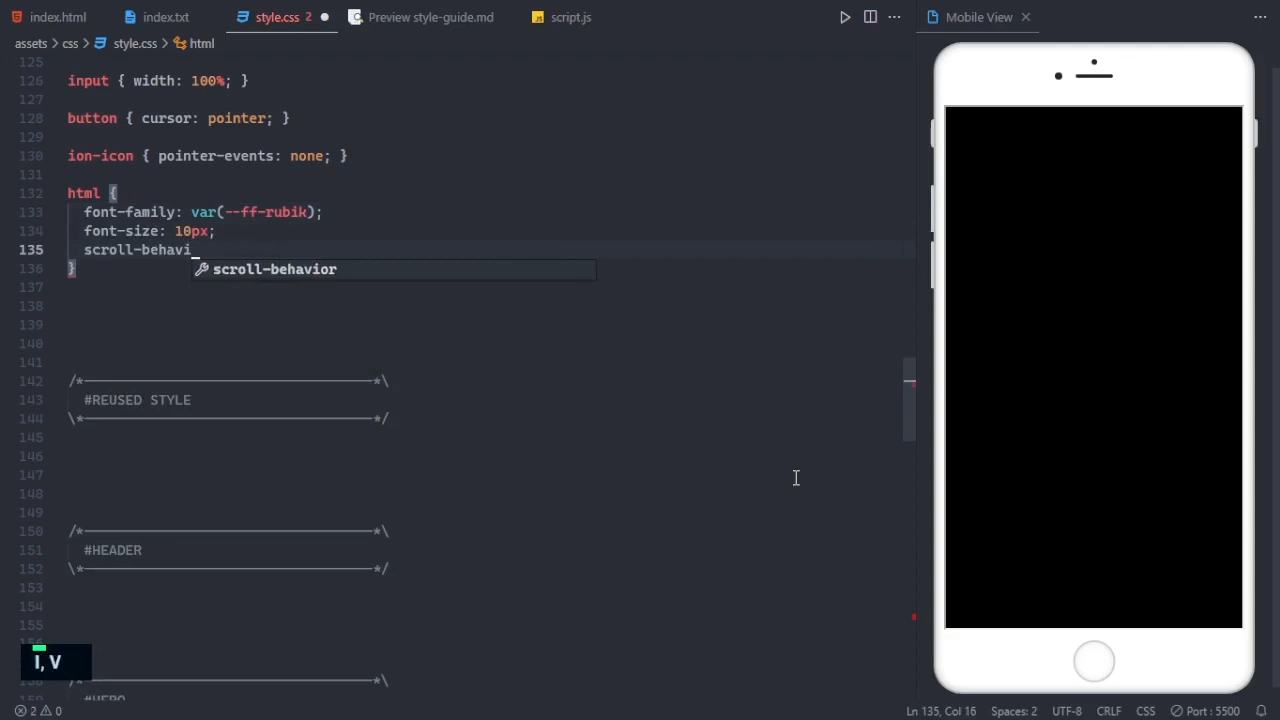 index.html
index.txt
style.css 2
Preview style-guide.md
script.js
Mobile View
assets > css > style.css > html
125
126 input { width: 100%; }
127
128 button { cursor: pointer; }
129
130 ion-icon { pointer-events: none; }
131
132 html {
133 font-family: var(--ff-rubik);
134 font-size: 10px;
135 scroll-behavi
scroll-behavior
136 }
137
138
139
140
141
142 /*-----------------------------------*\
143 #REUSED STYLE
144 \*-----------------------------------*/
145
146
147
148
149
150 /*-----------------------------------*\
151 #HEADER
152 \*-----------------------------------*/
153
154
155
156
I, V
158 /*-----------------------------------*\
159 #HERO
2 0
Ln 135, Col 16
Spaces: 2
UTF-8
CRLF
CSS
Port : 5500